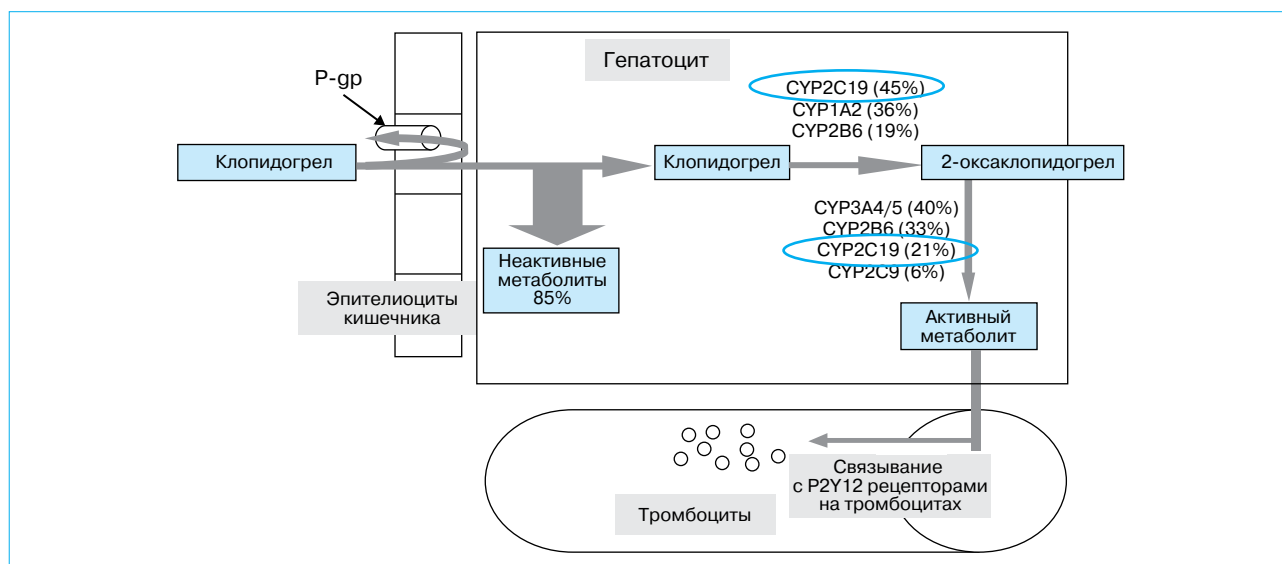 Гепатоцит
P-gp
CYP2C19 (45%)
CYP1A2 (36%)
CYP2B6 (19%)
Клопидогрел
Клопидогрел
2-оксаклопидогрел
CYP3A4/5 (40%)
CYP2B6 (33%)
CYP2C19 (21%)
CYP2C9 (6%)
Неактивные
метаболиты
85%
Эпителиоциты
кишечника
Активный
метаболит
Связывание
с P2Y12 рецепторами
на тромбоцитах
Тромбоциты